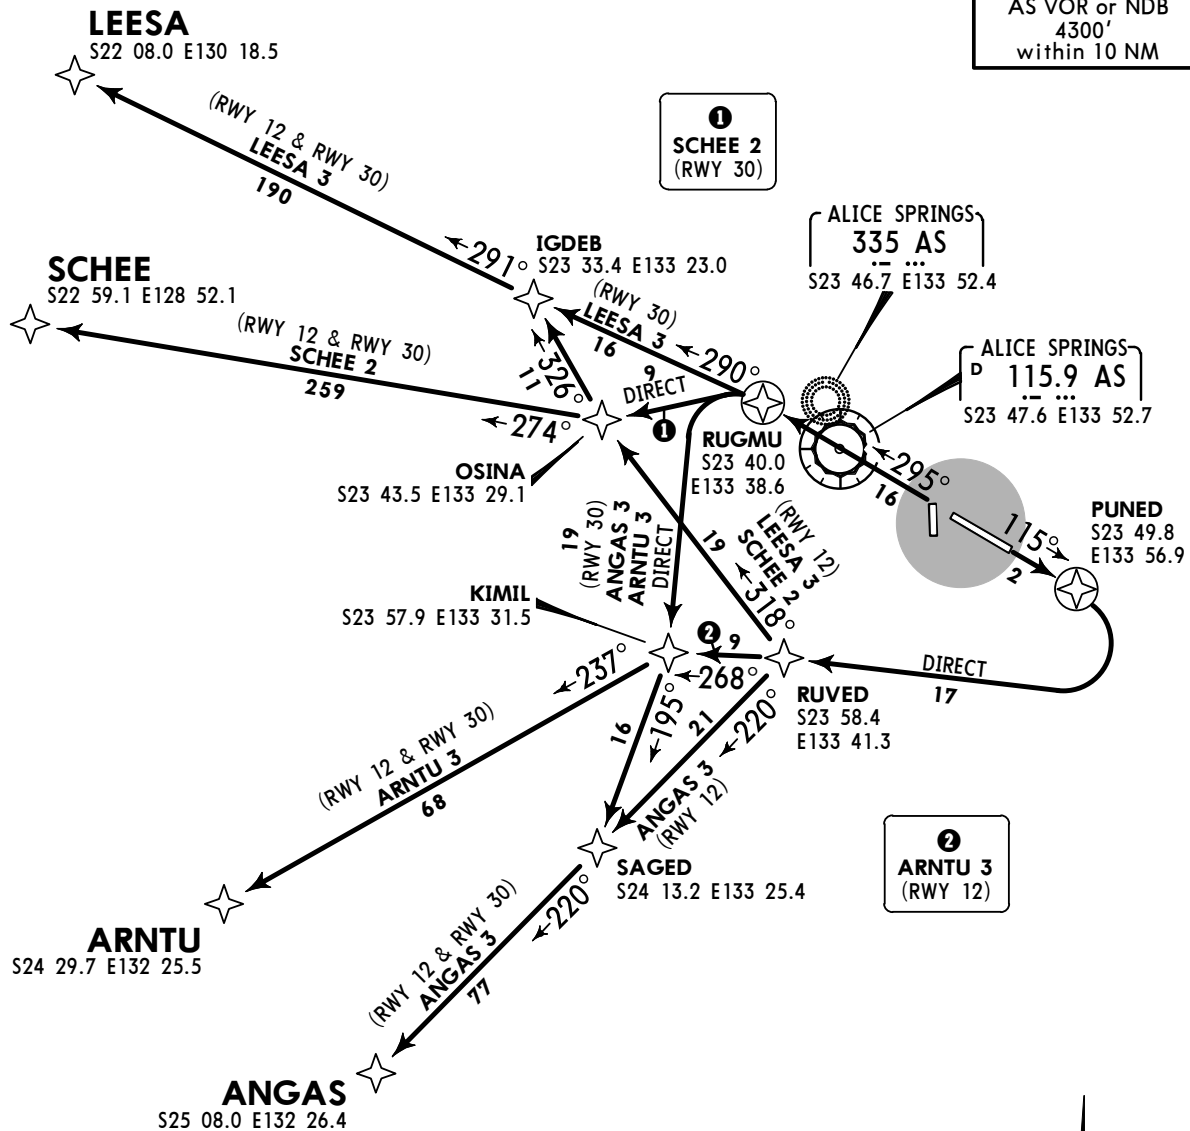 AS VOR or NDB
4300'
within 10 NM
LEESA
S22 08.0 E130 18.5
(RWY 12 & RWY 30)
LEESA 3
190
❶
SCHEE 2
(RWY 30)
ALICE SPRINGS
335 AS
S23 46.7 E133 52.4
IGDEB
S23 33.4 E133 23.0
291°
SCHEE
S22 59.1 E128 52.1
(RWY 12 & RWY 30)
SCHEE 2
259
274°
(RWY 30)
LEESA 3
16
290°
326°
11
9
DIRECT
❶
ALICE SPRINGS
D 115.9 AS
S23 47.6 E133 52.7
RUGMU
S23 40.0
E133 38.6
OSINA
S23 43.5 E133 29.1
295°
16
115°
2
PUNED
S23 49.8
E133 56.9
19
(RWY 30)
ANGAS 3
ARNTU 3
DIRECT
19
(RWY 12)
LEESA 3
SCHEE 2
318°
KIMIL
S23 57.9 E133 31.5
❷ 9
268°
DIRECT
17
RUVED
S23 58.4
E133 41.3
237°
195°
16
21
220°
ANGAS 3
(RWY 12)
(RWY 12 & RWY 30)
ARNTU 3
68
❷
ARNTU 3
(RWY 12)
SAGED
S24 13.2 E133 25.4
220°
(RWY 12 & RWY 30)
ANGAS 3
77
ARNTU
S24 29.7 E132 25.5
ANGAS
S25 08.0 E132 26.4